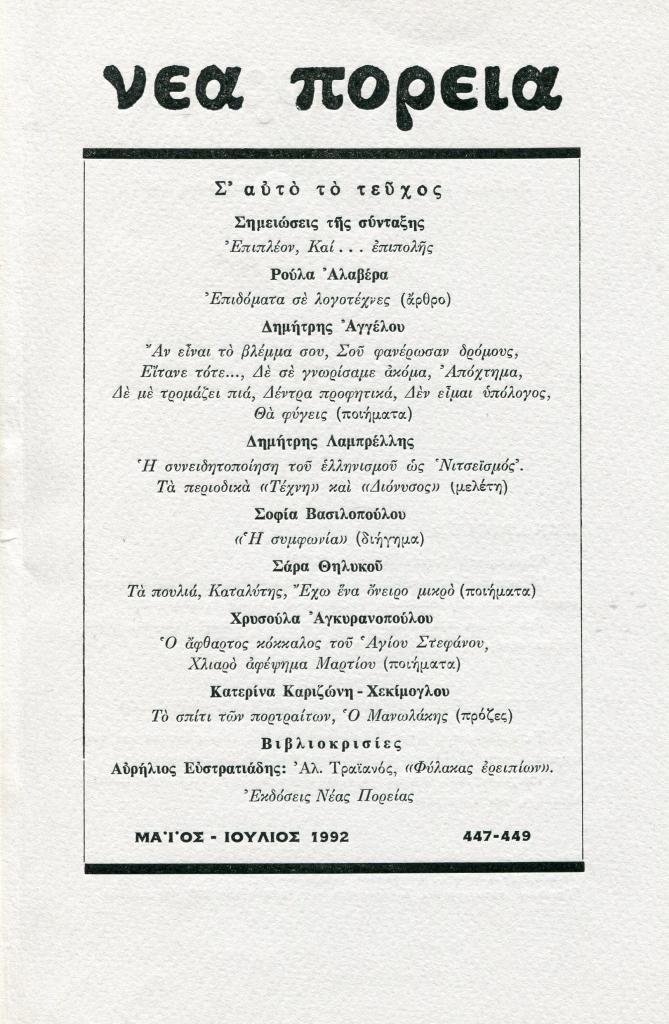 νεα πορεια
Σ' αὐτὸ τὸ τεῦχος
Σημειώσεις τῆς σύνταξης
Ἐπιπλέον, Καί... ἐπιπολῆς
Ρούλα Ἀλαβέρα
Ἐπιδόματα σὲ λογοτέχνες (ἄρθρο)
Δημήτρης Ἀγγέλου
Ἂν εἶναι τὸ βλέμμα σου, Σοῦ φανέρωσαν δρόμους,
Εἴτανε τότε..., Δὲ σὲ γνωρίσαμε ἀκόμα, Ἀπόχτημα,
Δὲ μὲ τρομάζει πιά, Δέντρα προφητικά, Δὲν εἶμαι ὑπόλογος,
Θὰ φύγεις (ποιήματα)
Δημήτρης Λαμπρέλλης
Ἡ συνειδητοποίηση τοῦ ἑλληνισμοῦ ὡς 'Νιτσεϊσμός'.
Τὰ περιοδικὰ «Τέχνη» καὶ «Διόνυσος» (μελέτη)
Σοφία Βασιλοπούλου
«Ἡ συμφωνία» (διήγημα)
Σάρα Θηλυκοῦ
Τὰ πουλιά, Καταλύτης, Ἔχω ἕνα ὄνειρο μικρὸ (ποιήματα)
Χρυσούλα Ἀγκυρανοπούλου
Ὁ ἄφθαρτος κόκκαλος τοῦ Ἁγίου Στεφάνου,
Χλιαρὸ ἀφέψημα Μαρτίου (ποιήματα)
Κατερίνα Καριζώνη - Χεκίμογλου
Τὸ σπίτι τῶν πορτραίτων, Ὁ Μανωλάκης (πρόζες)
Βιβλιοκρισίες
Αὐρήλιος Εὐστρατιάδης: Ἀλ. Τραϊανός, «Φύλακας ἐρειπίων».
Ἐκδόσεις Νέας Πορείας
ΜΑ'Ι'ΟΣ - ΙΟΥΛΙΟΣ 1992 447-449